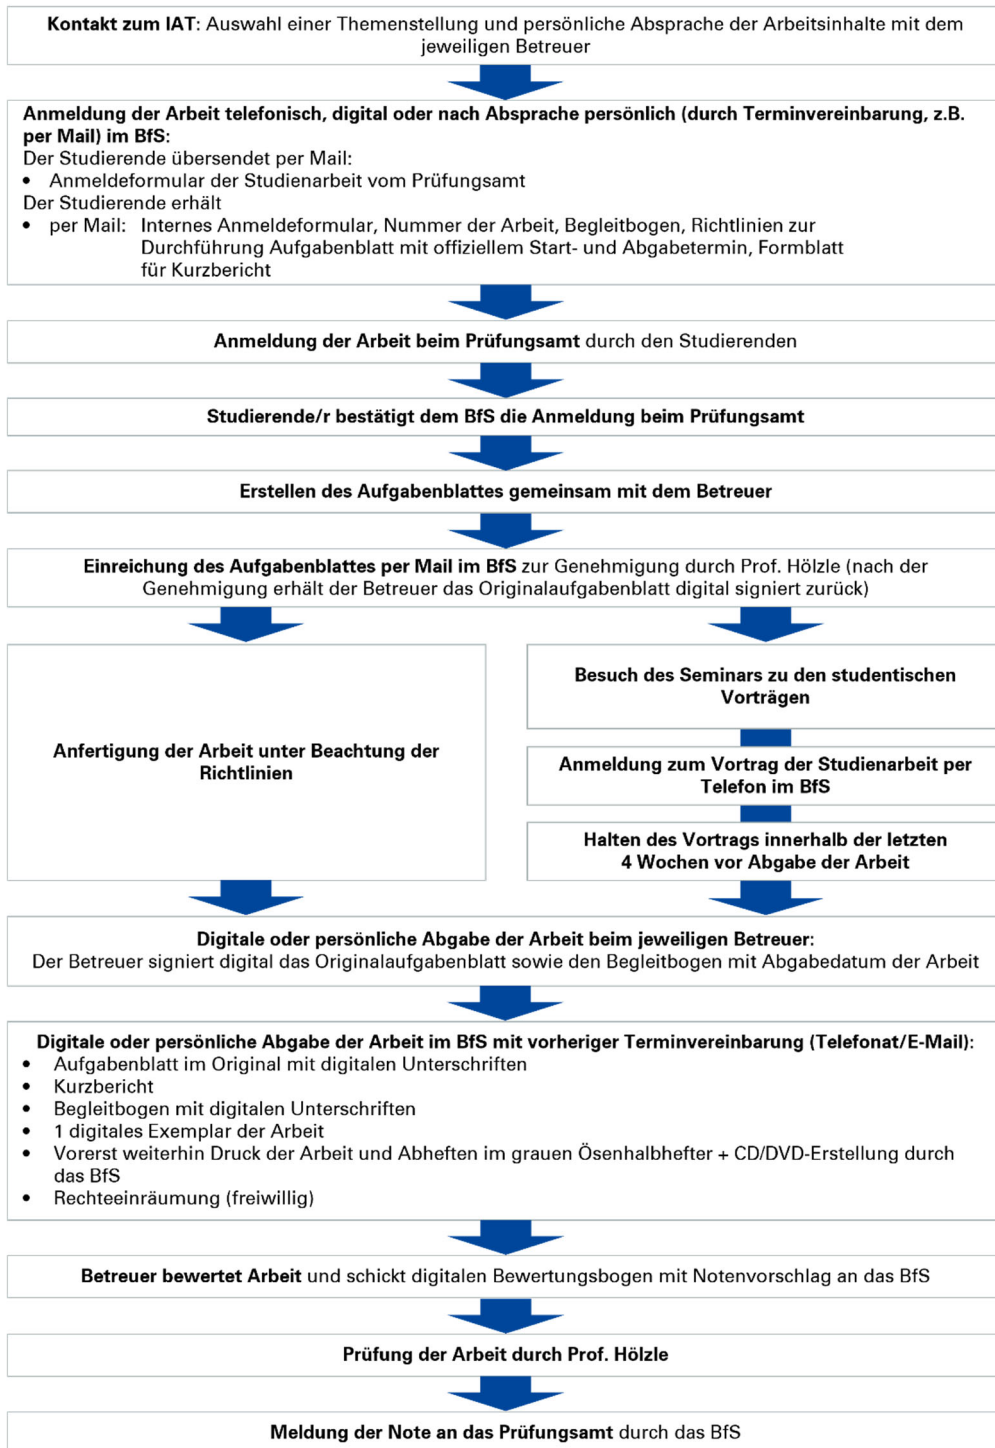 Kontakt zum IAT: Auswahl einer Themenstellung und persönliche Absprache der Arbeitsinhalte mit dem
jeweiligen Betreuer
Anmeldung der Arbeit telefonisch, digital oder nach Absprache persönlich (durch Terminvereinbarung, z.B.
per Mail) im BfS:
Der Studierende übersendet per Mail:
• Anmeldeformular der Studienarbeit vom Prüfungsamt
Der Studierende erhält
• per Mail: Internes Anmeldeformular, Nummer der Arbeit, Begleitbogen, Richtlinien zur
Durchführung Aufgabenblatt mit offiziellem Start- und Abgabetermin, Formblatt
für Kurzbericht
Anmeldung der Arbeit beim Prüfungsamt durch den Studierenden
Studierende/r bestätigt dem BfS die Anmeldung beim Prüfungsamt
Erstellen des Aufgabenblattes gemeinsam mit dem Betreuer
Einreichung des Aufgabenblattes per Mail im BfS zur Genehmigung durch Prof. Hölzle (nach der
Genehmigung erhält der Betreuer das Originalaufgabenblatt digital signiert zurück)
Anfertigung der Arbeit unter Beachtung der
Richtlinien
Besuch des Seminars zu den studentischen
Vorträgen
Anmeldung zum Vortrag der Studienarbeit per
Telefon im BfS
Halten des Vortrags innerhalb der letzten
4 Wochen vor Abgabe der Arbeit
Digitale oder persönliche Abgabe der Arbeit beim jeweiligen Betreuer:
Der Betreuer signiert digital das Originalaufgabenblatt sowie den Begleitbogen mit Abgabedatum der Arbeit
Digitale oder persönliche Abgabe der Arbeit im BfS mit vorheriger Terminvereinbarung (Telefonat/E-Mail):
• Aufgabenblatt im Original mit digitalen Unterschriften
• Kurzbericht
• Begleitbogen mit digitalen Unterschriften
• 1 digitales Exemplar der Arbeit
• Vorerst weiterhin Druck der Arbeit und Abheften im grauen Ösenhalbhefter + CD/DVD-Erstellung durch
das BfS
• Rechteeinräumung (freiwillig)
Betreuer bewertet Arbeit und schickt digitalen Bewertungsbogen mit Notenvorschlag an das BfS
Prüfung der Arbeit durch Prof. Hölzle
Meldung der Note an das Prüfungsamt durch das BfS